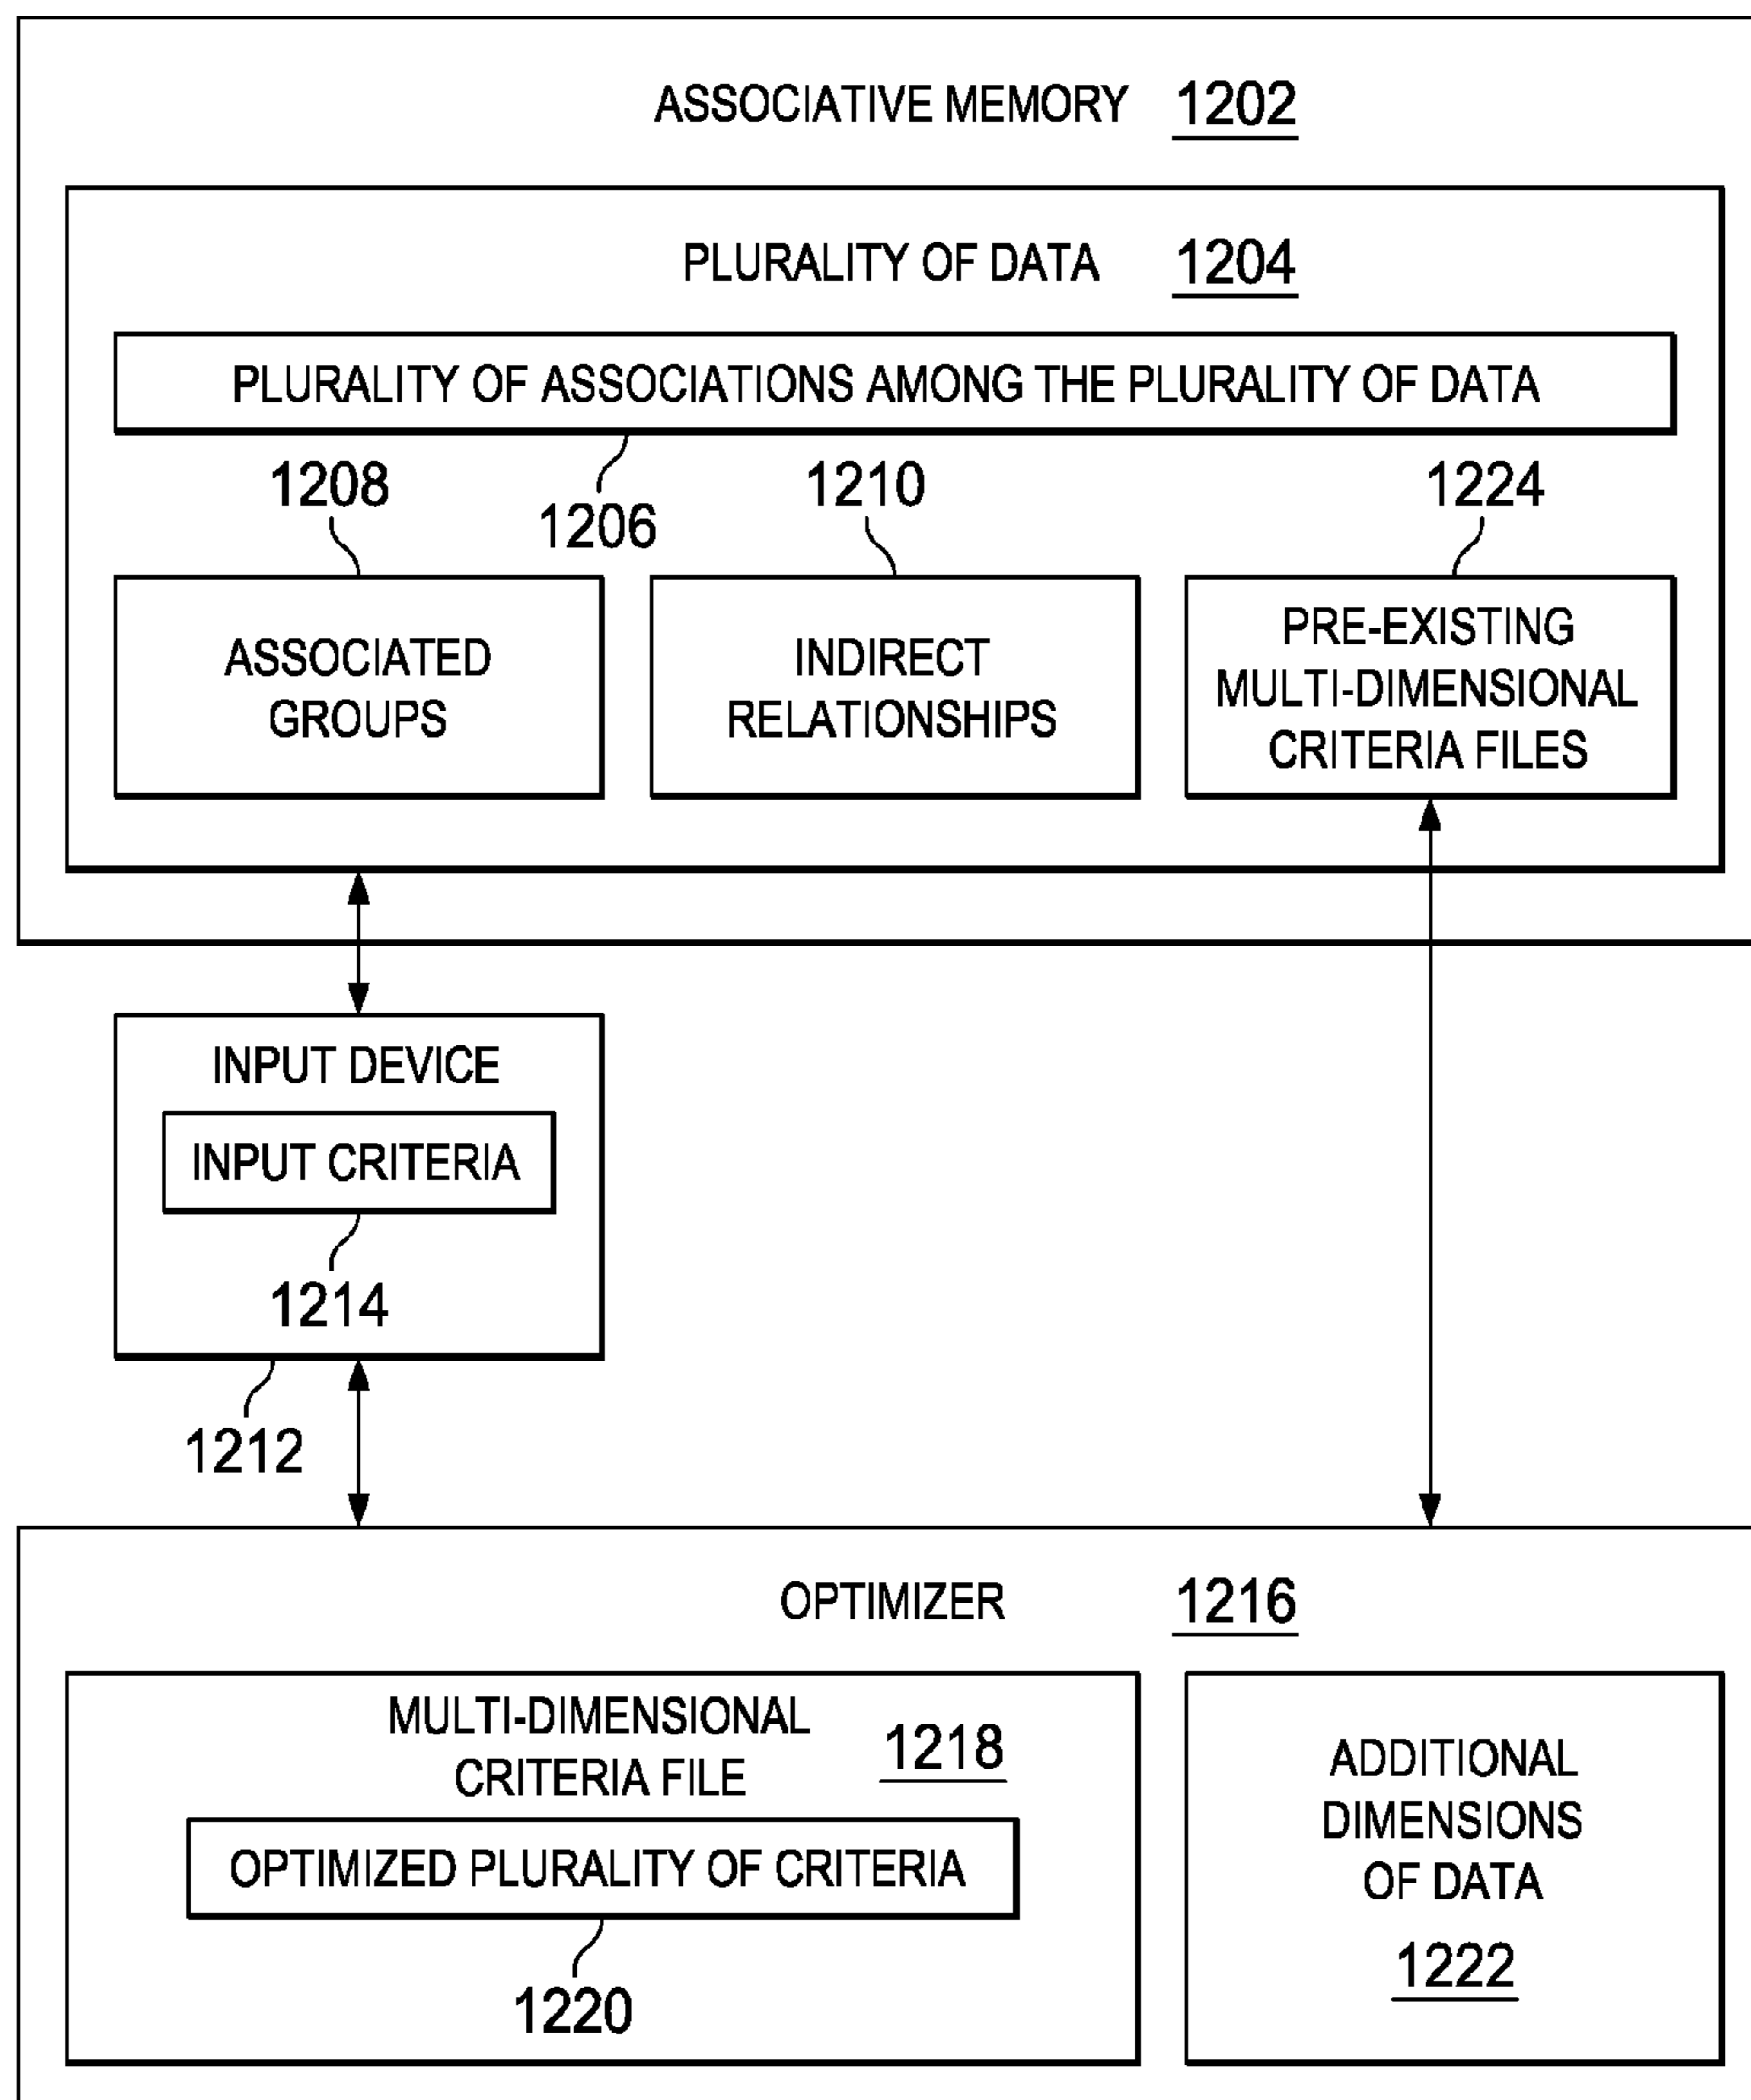 ASSOCIATIVE MEMORY 1202
PLURALITY OF DATA 1204
PLURALITY OF ASSOCIATIONS AMONG THE PLURALITY OF DATA
1206
1208
ASSOCIATED
GROUPS
1210
INDIRECT
RELATIONSHIPS
1224
PRE-EXISTING
MULTI-DIMENSIONAL
CRITERIA FILES
INPUT DEVICE
INPUT CRITERIA
1214
1212
OPTIMIZER 1216
MULTI-DIMENSIONAL
CRITERIA FILE
1218
OPTIMIZED PLURALITY OF CRITERIA
1220
ADDITIONAL
DIMENSIONS
OF DATA
1222